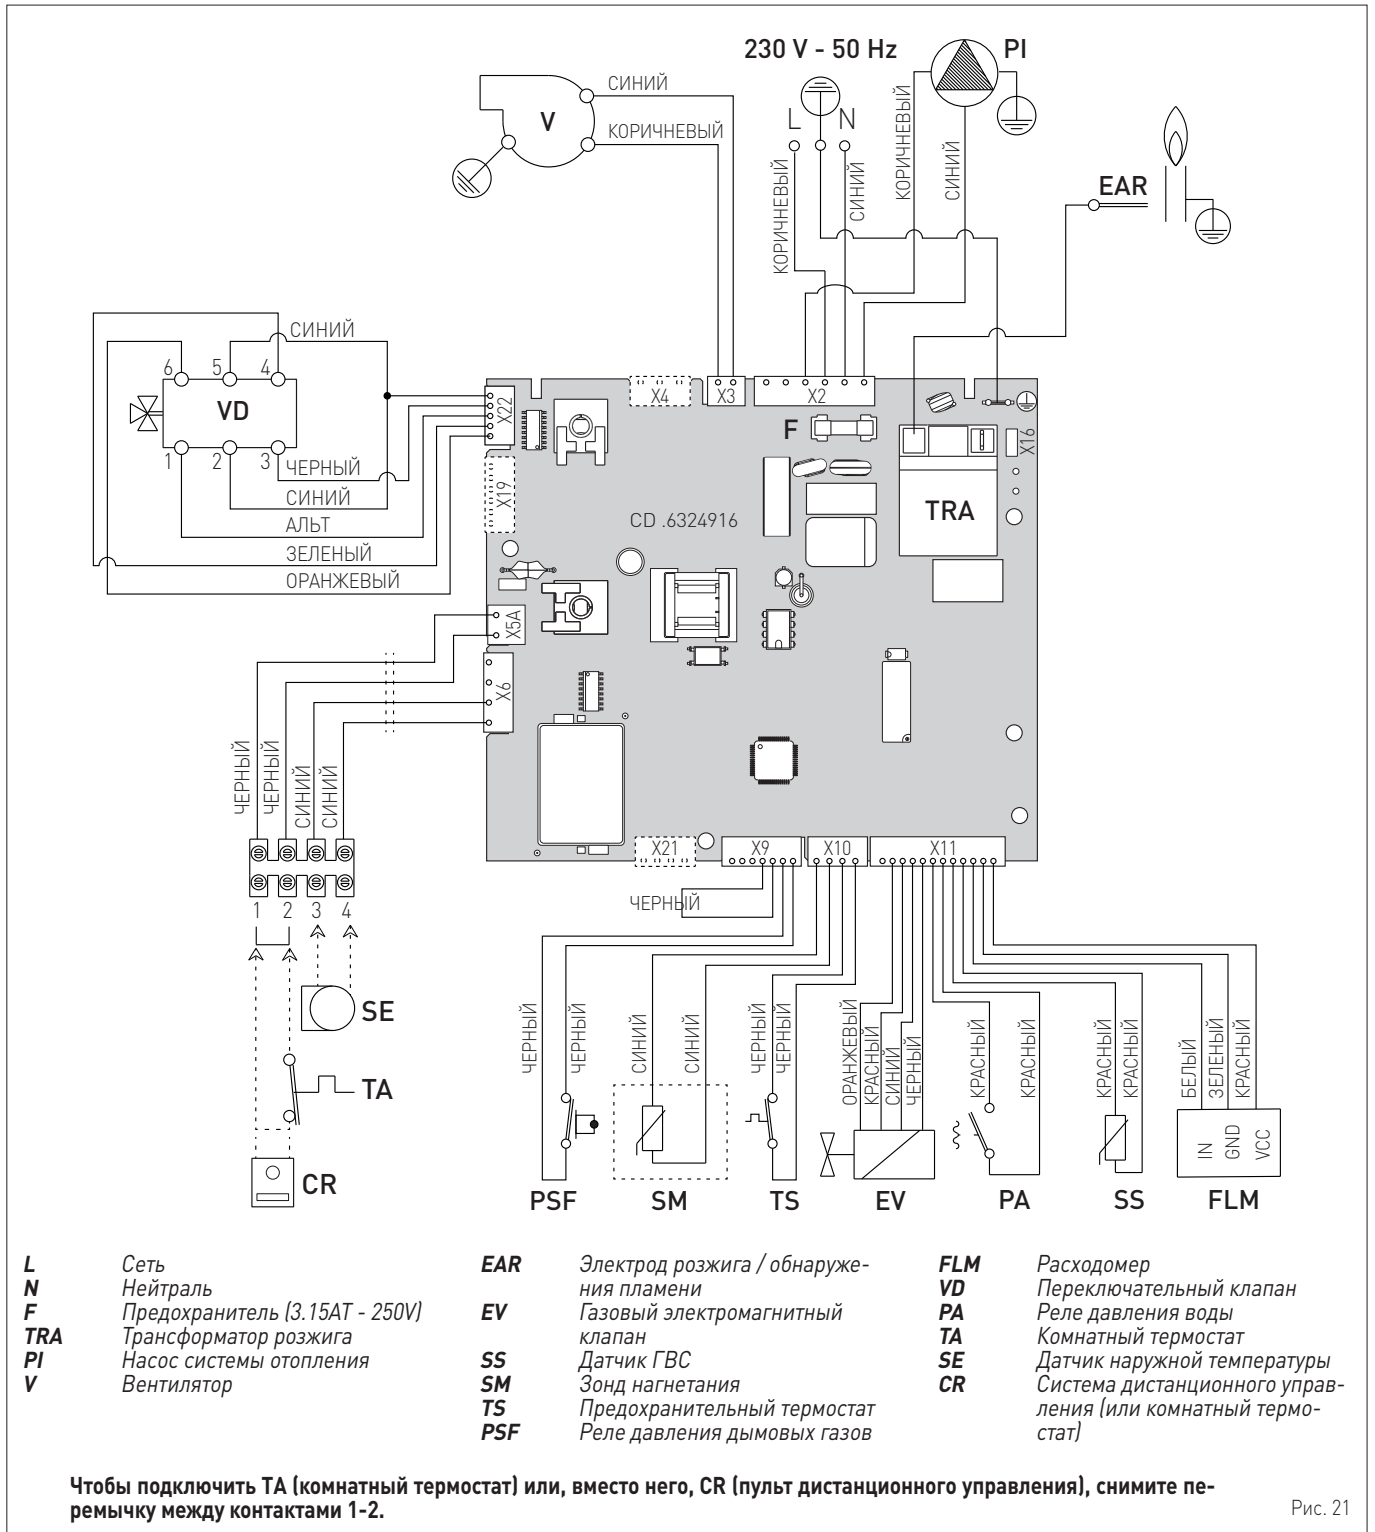 230 V - 50 Hz
PI
СИНИЙ
V
КОРИЧНЕВЫЙ
L
N
КОРИЧНЕВЫЙ
СИНИЙ
КОРИЧНЕВЫЙ
СИНИЙ
EAR
СИНИЙ
6
5
4
VD
1
2
3
ЧЕРНЫЙ
СИНИЙ
АЛЬТ
ЗЕЛЕНЫЙ
ОРАНЖЕВЫЙ
X4
X3
X2
X22
F
X16
X19
CD .6324916
TRA
X5A
X6
ЧЕРНЫЙ
ЧЕРНЫЙ
СИНИЙ
СИНИЙ
X21
X9
X10
X11
1
2
3
4
ЧЕРНЫЙ
SE
TA
CR
ЧЕРНЫЙ
ЧЕРНЫЙ
СИНИЙ
СИНИЙ
ЧЕРНЫЙ
ЧЕРНЫЙ
ОРАНЖЕВЫЙ
КРАСНЫЙ
СИНИЙ
ЧЕРНЫЙ
КРАСНЫЙ
КРАСНЫЙ
КРАСНЫЙ
КРАСНЫЙ
БЕЛЫЙ
ЗЕЛЕНЫЙ
КРАСНЫЙ
IN
GND
VCC
PSF
SM
TS
EV
PA
SS
FLM
L Сеть
N Нейтраль
F Предохранитель (3.15AT - 250V)
TRA Трансформатор розжига
PI Насос системы отопления
V Вентилятор
EAR Электрод розжига / обнаруже-
ния пламени
EV Газовый электромагнитный
клапан
SS Датчик ГВС
SM Зонд нагнетания
TS Предохранительный термостат
PSF Реле давления дымовых газов
FLM Расходомер
VD Переключательный клапан
PA Реле давления воды
TA Комнатный термостат
SE Датчик наружной температуры
CR Система дистанционного управ-
ления (или комнатный термо-
стат)
Чтобы подключить ТА (комнатный термостат) или, вместо него, CR (пульт дистанционного управления), снимите пе-
ремычку между контактами 1-2.
Рис. 21